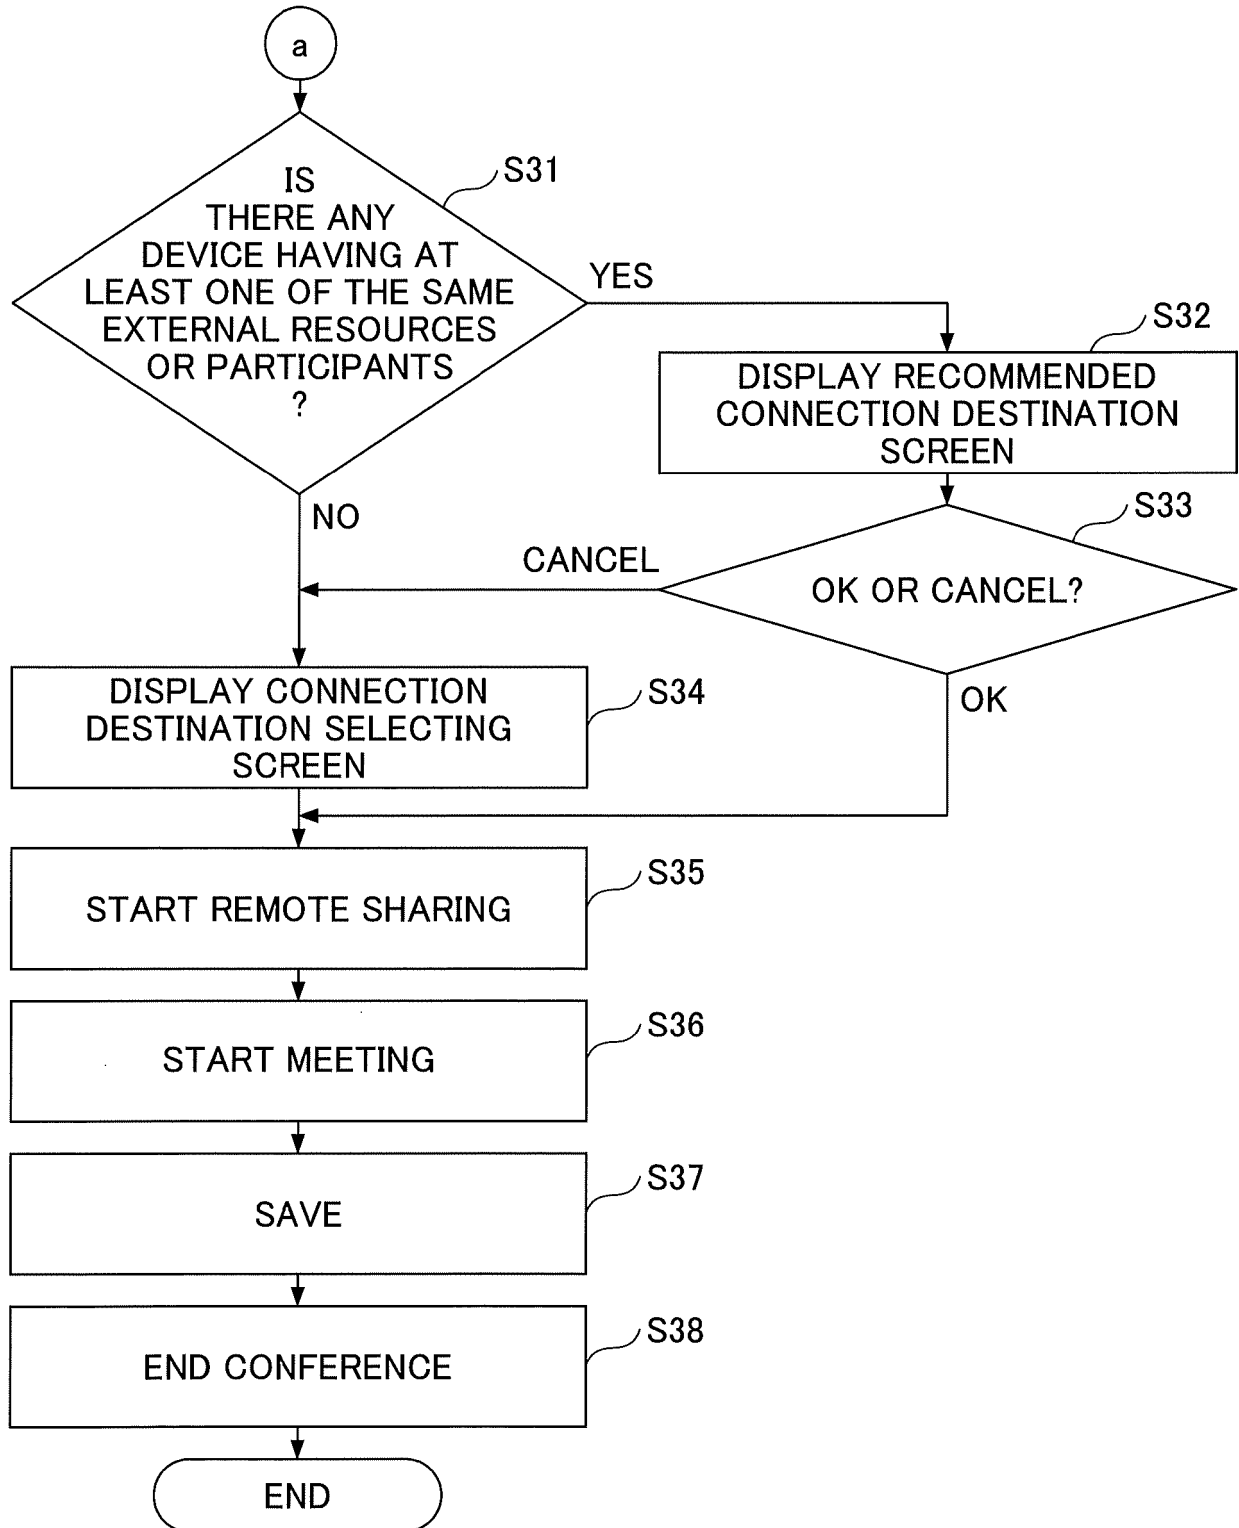 a
IS
THERE ANY
DEVICE HAVING AT
LEAST ONE OF THE SAME
EXTERNAL RESOURCES
OR PARTICIPANTS
?
S31
YES
S32
DISPLAY RECOMMENDED
CONNECTION DESTINATION
SCREEN
NO
S33
CANCEL
OK OR CANCEL?
OK
DISPLAY CONNECTION
DESTINATION SELECTING
SCREEN
S34
START REMOTE SHARING
S35
START MEETING
S36
SAVE
S37
END CONFERENCE
S38
END